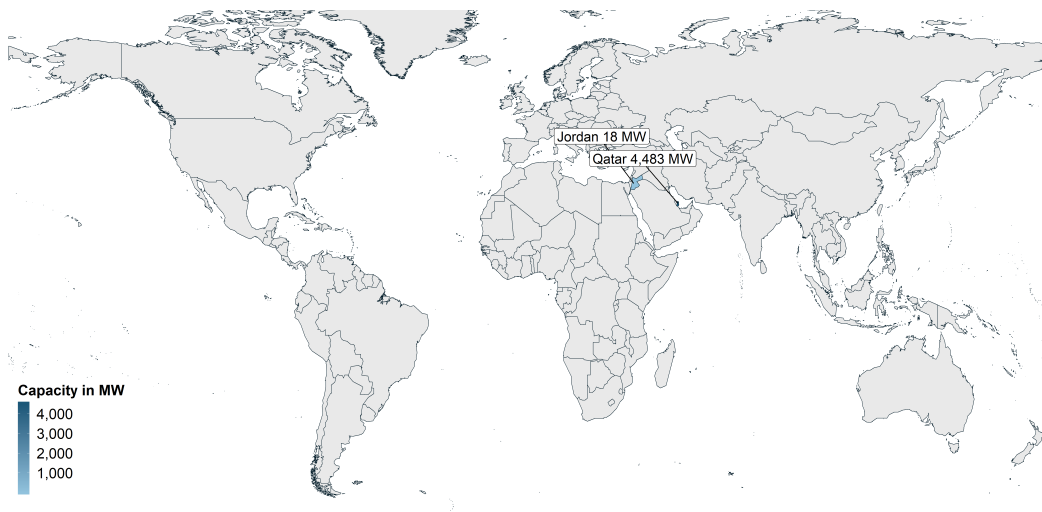 Jordan 18 MW
Qatar 4,483 MW
Capacity in MW
4,000
3,000
2,000
1,000